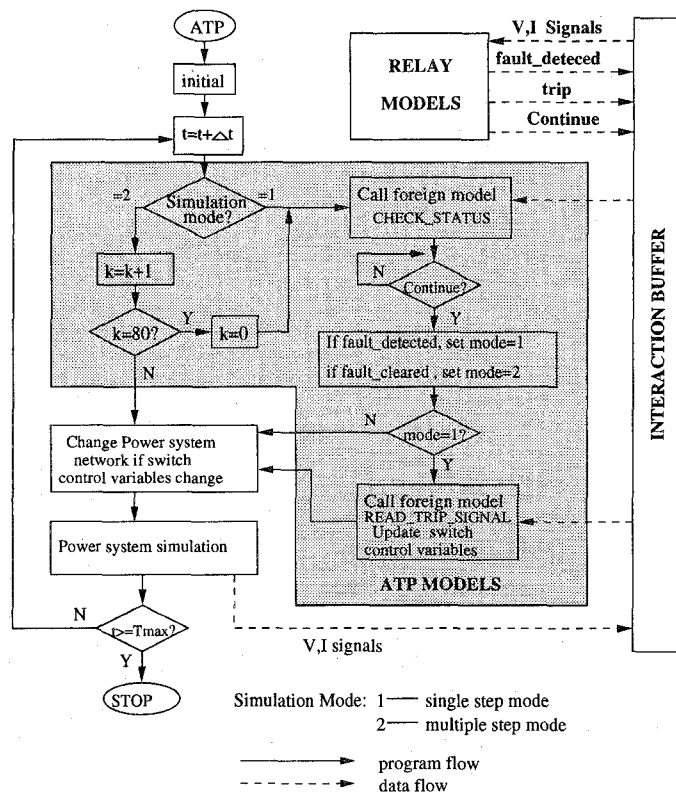 ATP
initial
t=t+Δt
V,I Signals
fault_deteced
trip
Continue
RELAY
MODELS
=2
Simulation
mode?
=1
Call foreign model
CHECK_STATUS
k=k+1
N
Continue?
Y
k=80?
Y
k=0
N
If fault_detected, set mode=1
if fault_cleared , set mode=2
N
mode=1?
Y
Change Power system
network if switch
control variables change
Call foreign model
READ_TRIP_SIGNAL
Update switch
control variables
Power system simulation
ATP MODELS
INTERACTION BUFFER
N
t>=Tmax?
Y
V,I signals
STOP
Simulation Mode: 1 — single step mode
2 — multiple step mode
program flow
data flow